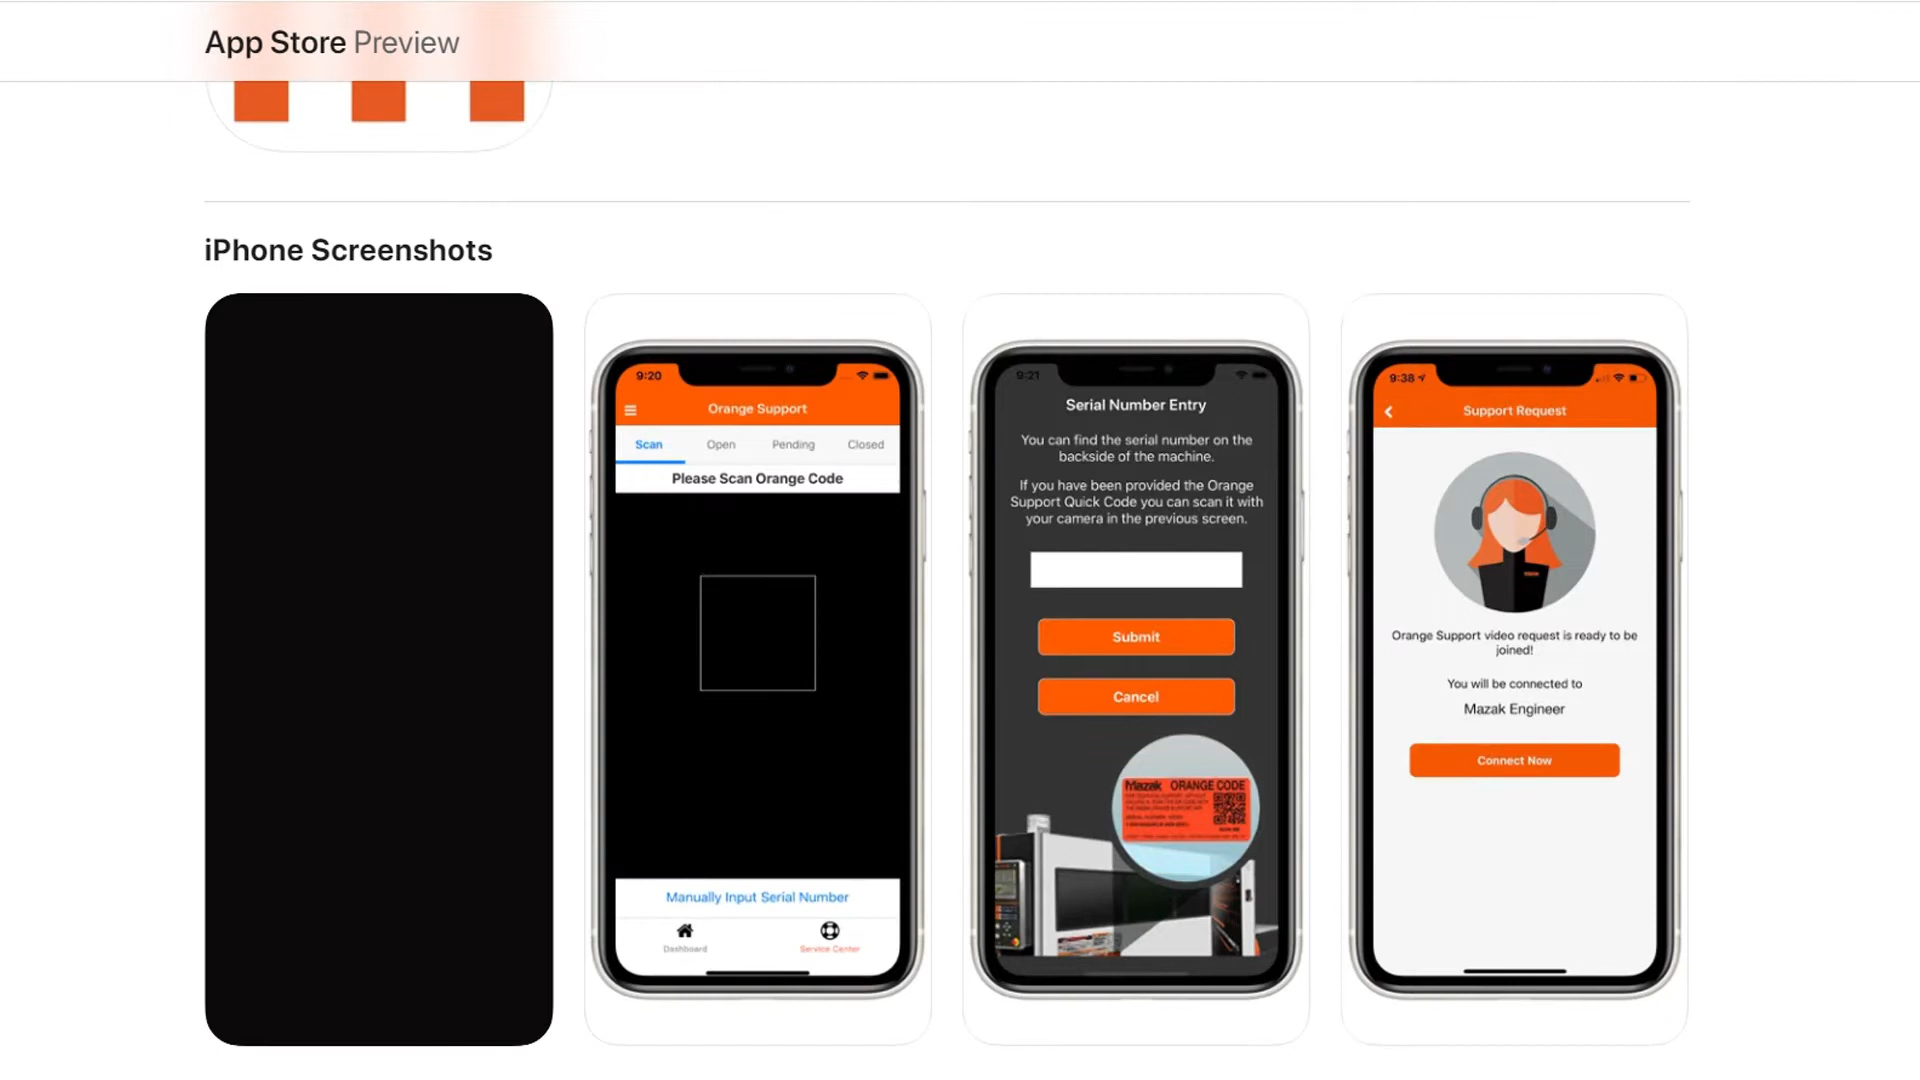 App Store Preview
iPhone Screenshots
9:20
Orange Support
Scan Open Pending Closed
Please Scan Orange Code
Manually Input Serial Number
Dashboard Service Center
9:21
Serial Number Entry
You can find the serial number on the
backside of the machine.
If you have been provided the Orange
Support Quick Code you can scan it with
your camera in the previous screen.
Submit
Cancel
Mazak ORANGE CODE
9:38
Support Request
Orange Support video request is ready to be
joined!
You will be connected to
Mazak Engineer
Connect Now